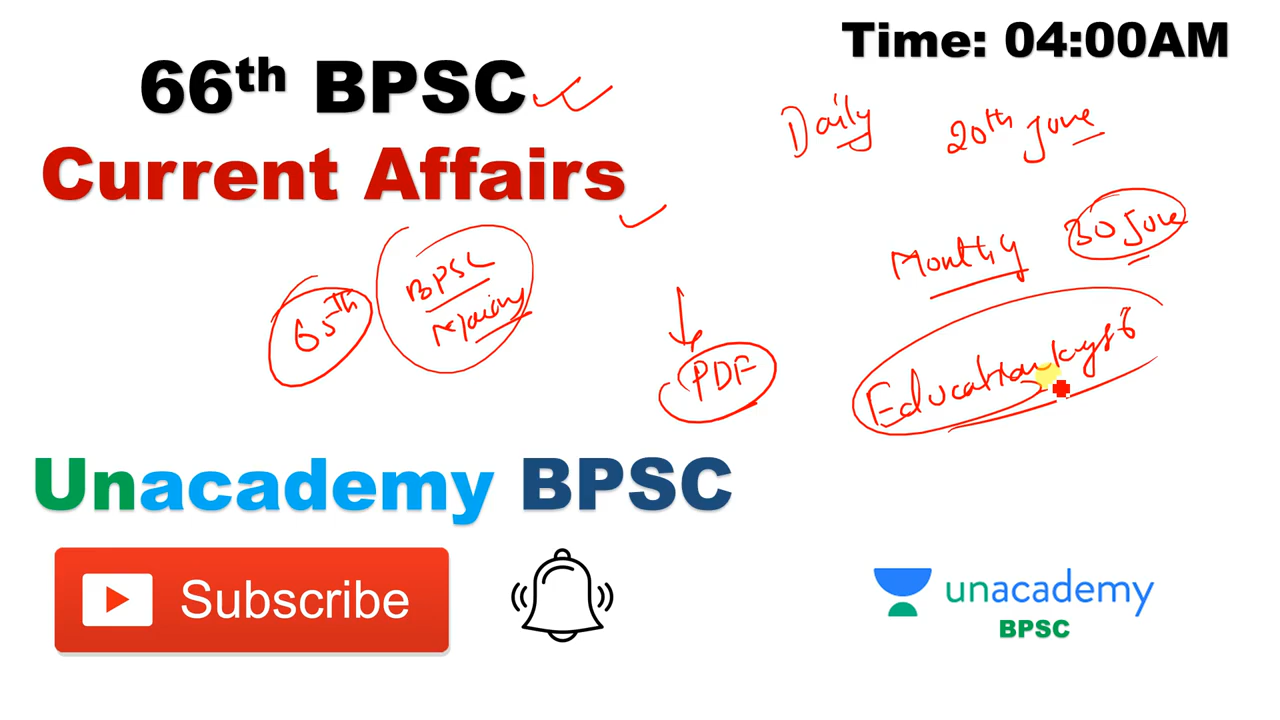 Time: 04:00AM
66th BPSC
Daily 20th June
Current Affairs
Monthly 30 June
65th BPSC
Mains
PDF
Unacademy BPSC
Subscribe
unacademy
BPSC